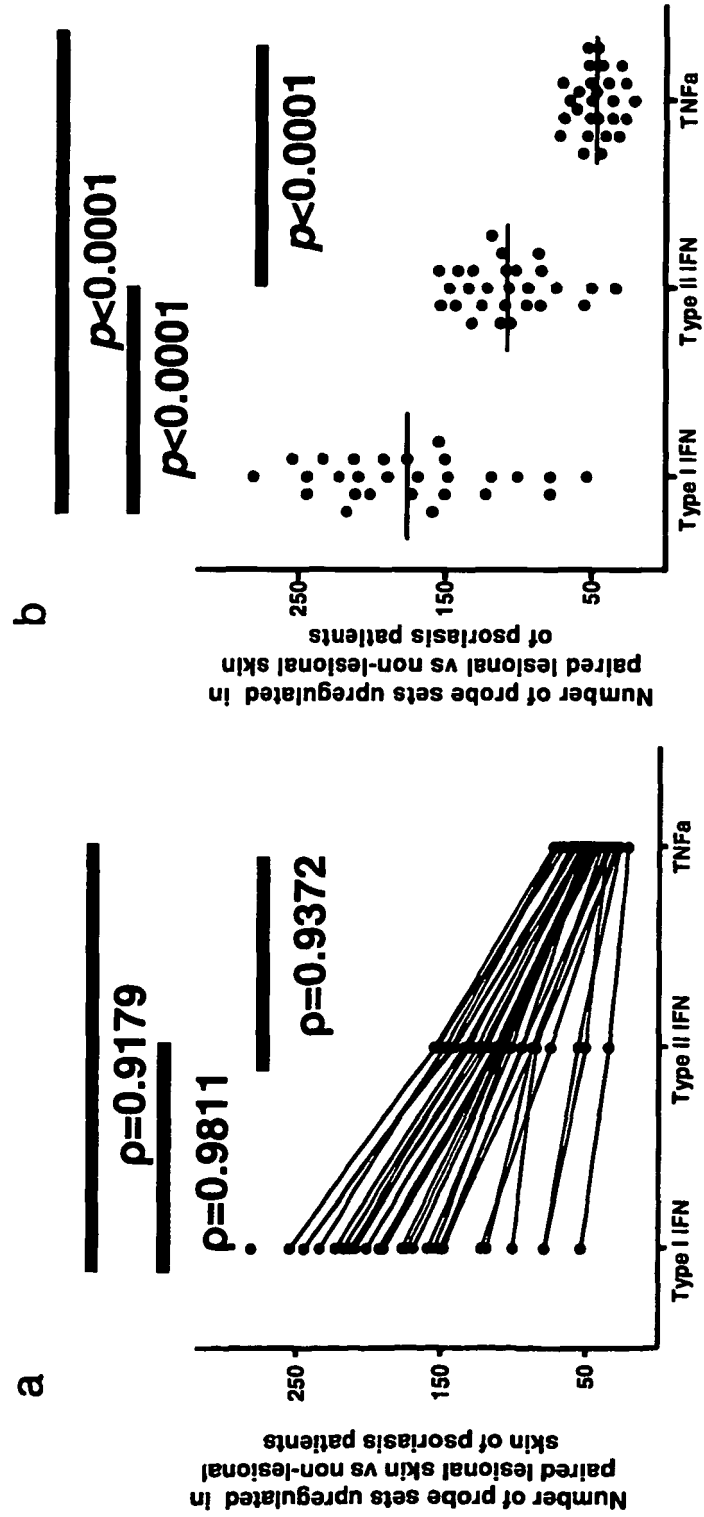 a
ρ=0.9179
ρ=0.9811
ρ=0.9372
Number of probe sets upregulated in
paired lesional skin vs non-lesional
skin of psoriasis patients
250
150
50
Type I IFN
Type II IFN
TNFa
b
p<0.0001
p<0.0001
p<0.0001
Number of probe sets upregulated in
paired lesional vs non-lesional skin
of psoriasis patients
250
150
50
Type I IFN
Type II IFN
TNFa